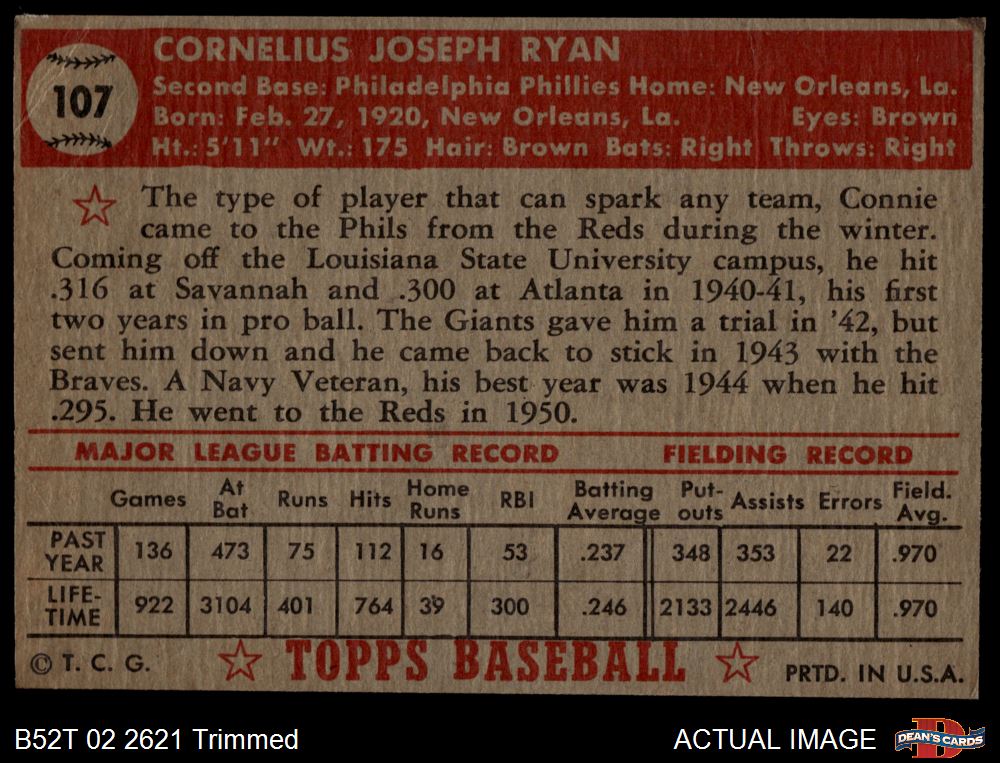 107
CORNELIUS JOSEPH RYAN
Second Base: Philadelphia Phillies Home: New Orleans, La.
Born: Feb. 27, 1920, New Orleans, La. Eyes: Brown
Ht.: 5'11" Wt.: 175 Hair: Brown Bats: Right Throws: Right
The type of player that can spark any team, Connie
came to the Phils from the Reds during the winter.
Coming off the Louisiana State University campus, he hit
.316 at Savannah and .300 at Atlanta in 1940-41, his first
two years in pro ball. The Giants gave him a trial in '42, but
sent him down and he came back to stick in 1943 with the
Braves. A Navy Veteran, his best year was 1944 when he hit
.295. He went to the Reds in 1950.
MAJOR LEAGUE BATTING RECORD FIELDING RECORD
Games At Bat Runs Hits Home Runs RBI Batting Average Put-outs Assists Errors Field. Avg.
PAST YEAR 136 473 75 112 16 53 .237 348 353 22 .970
LIFE-TIME 922 3104 401 764 39 300 .246 2133 2446 140 .970
© T. C. G. TOPPS BASEBALL PRTD. IN U.S.A.
B52T 02 2621 Trimmed ACTUAL IMAGE D DEAN'S CARDS